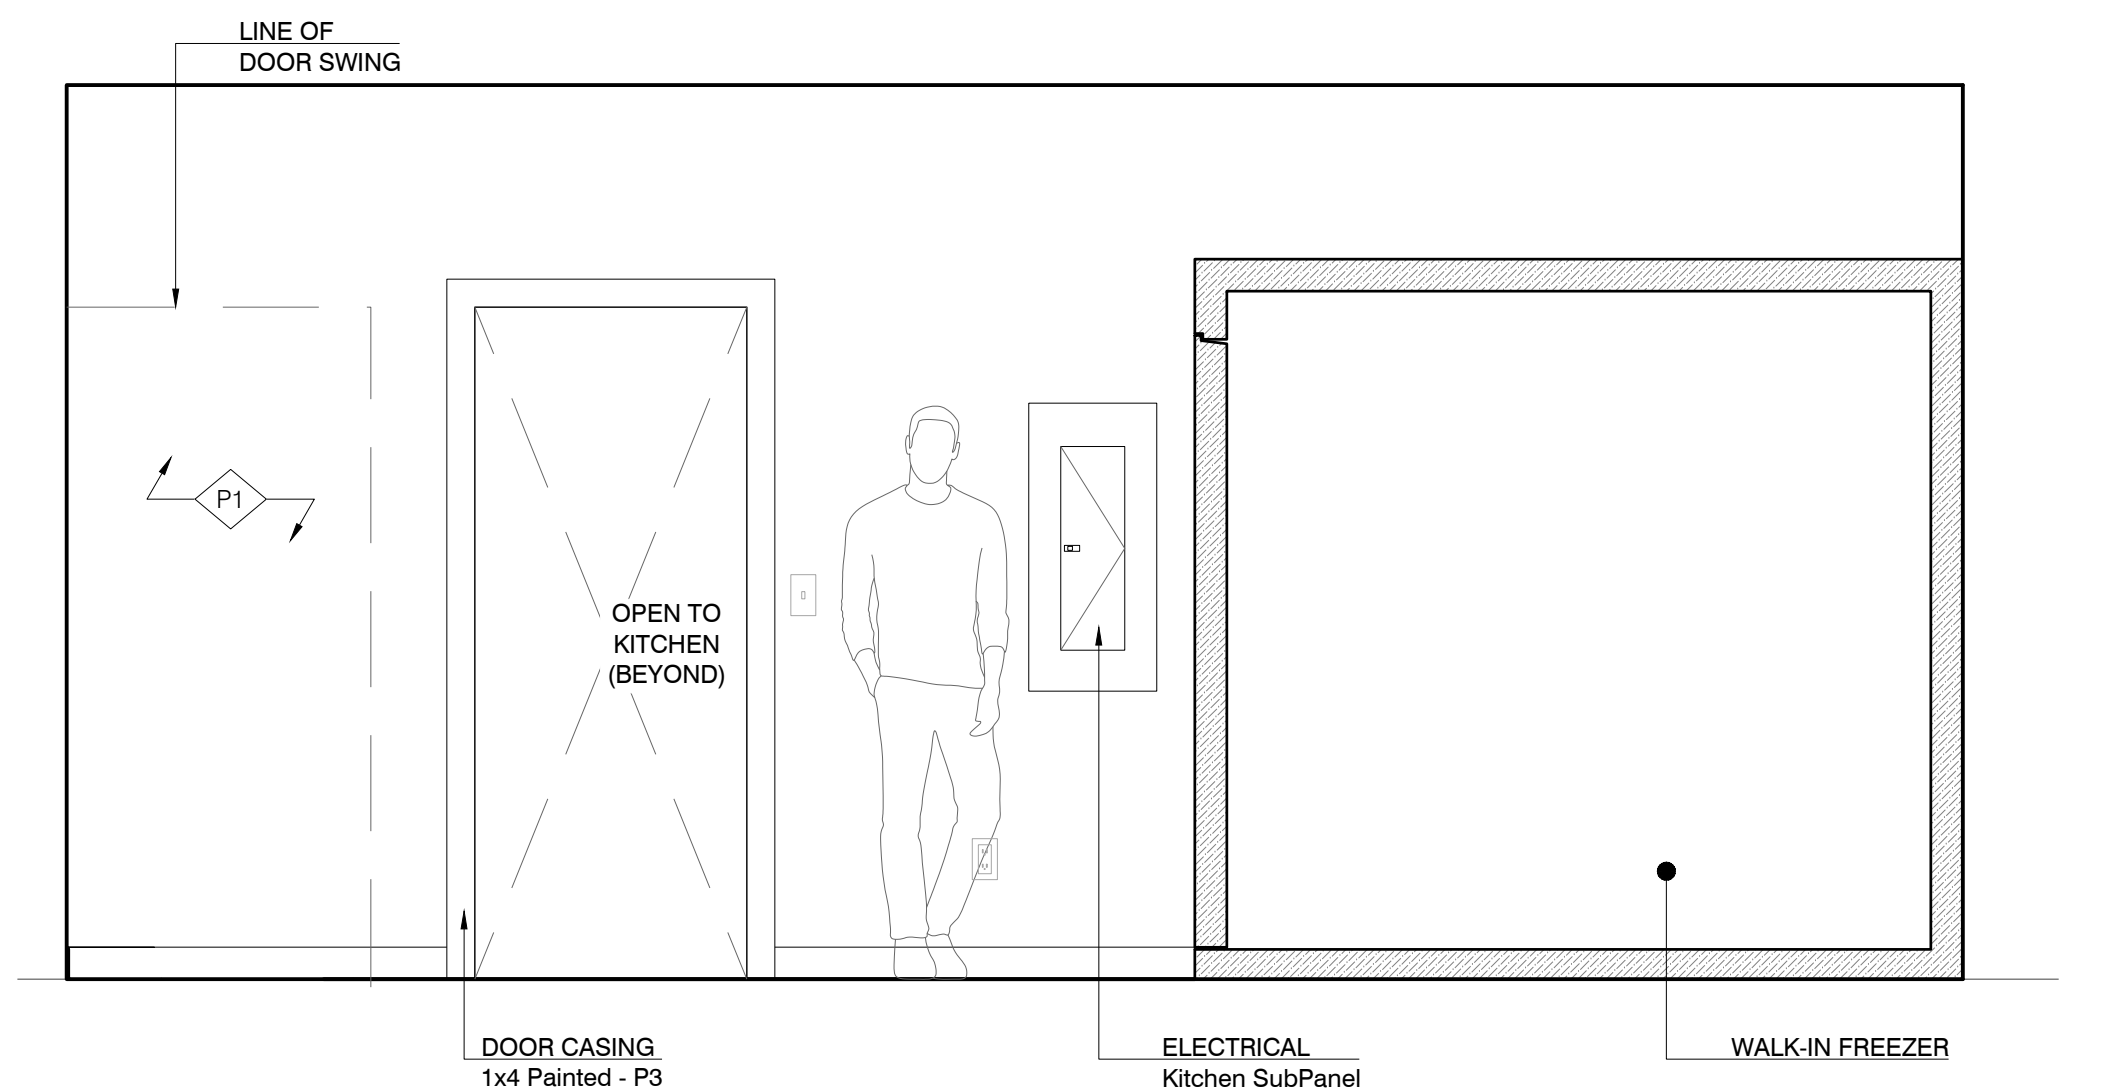 LINE OF
DOOR SWING
P1
OPEN TO
KITCHEN
(BEYOND)
DOOR CASING
1x4 Painted - P3
ELECTRICAL
Kitchen SubPanel
WALK-IN FREEZER